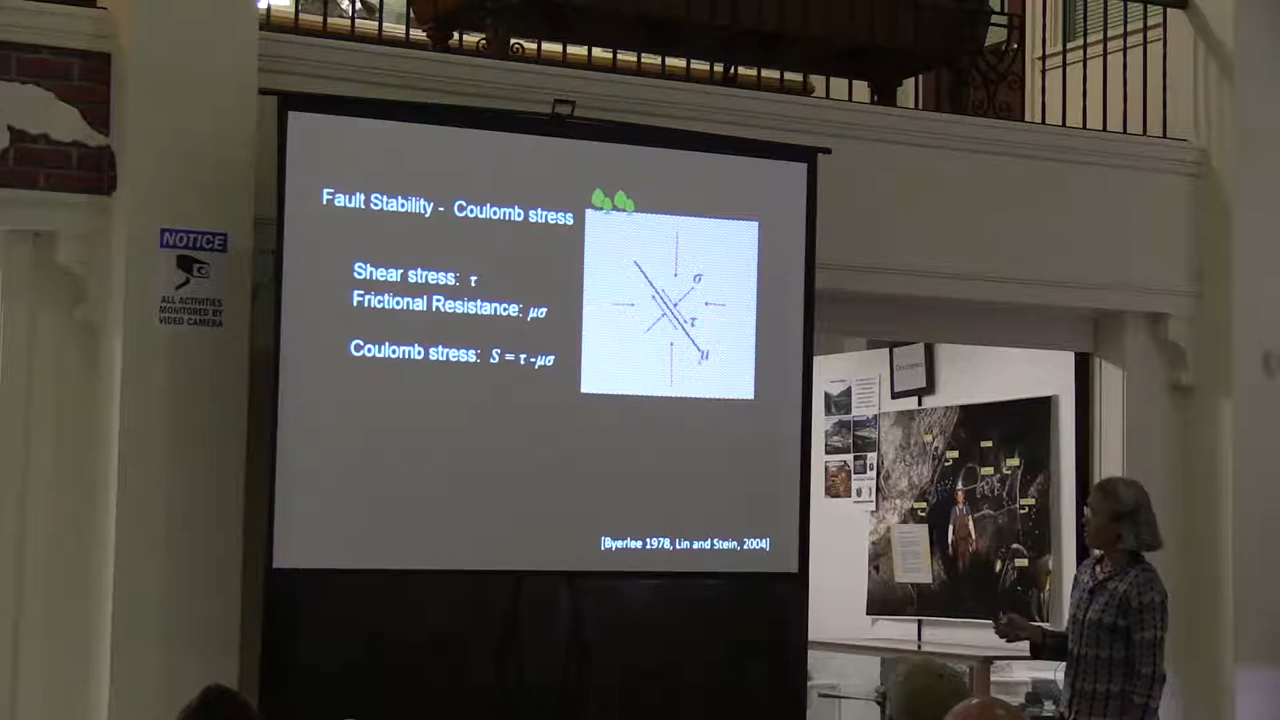 NOTICE
ALL ACTIVITIES
MONITORED BY
VIDEO CAMERA
Fault Stability - Coulomb stress
Shear stress: τ
Frictional Resistance: μσ
Coulomb stress: S = τ -μσ
σ
τ
μ
[Byerlee 1978, Lin and Stein, 2004]